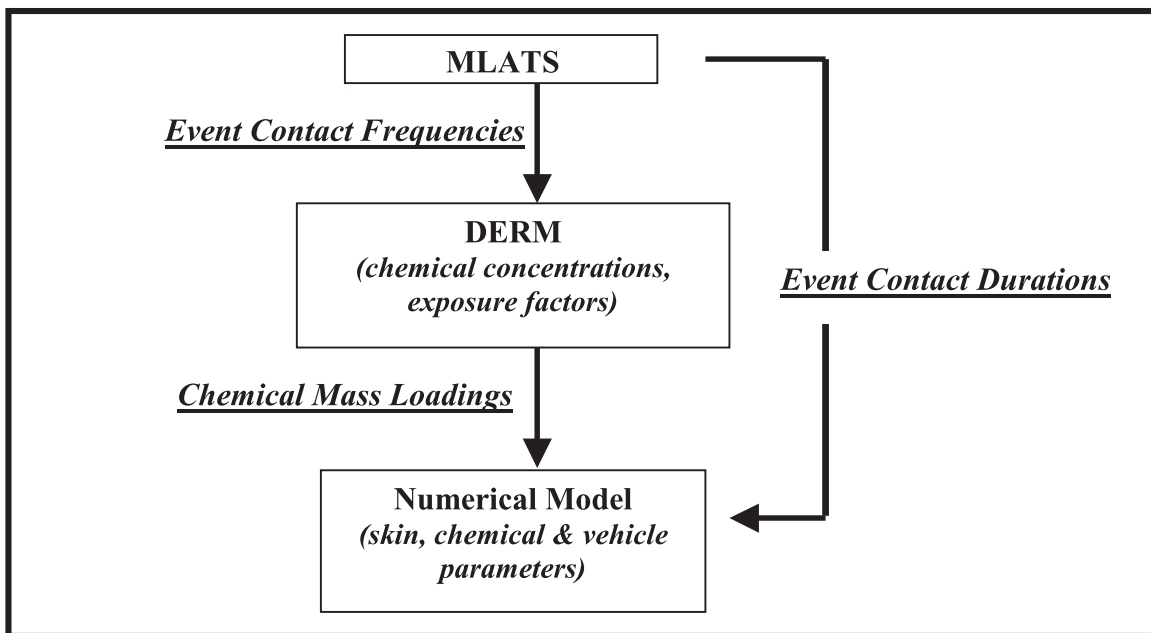 MLATS
Event Contact Frequencies
DERM
(chemical concentrations,
exposure factors)
Event Contact Durations
Chemical Mass Loadings
Numerical Model
(skin, chemical & vehicle
parameters)